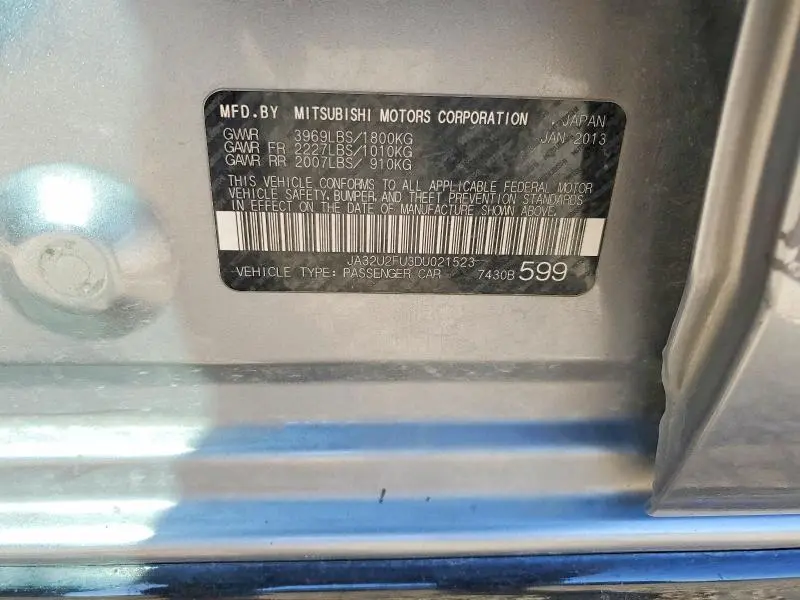 MFD.BY MITSUBISHI MOTORS CORPORATION , JAPAN
GVWR 3969LBS/1800KG JAN 2013
GAWR FR 2227LBS/1010KG
GAWR RR 2007LBS/ 910KG
THIS VEHICLE CONFORMS TO ALL APPLICABLE FEDERAL MOTOR
VEHICLE SAFETY, BUMPER, AND THEFT PREVENTION STANDARDS
IN EFFECT ON THE DATE OF MANUFACTURE SHOWN ABOVE.
JA32U2FU3DU021523
VEHICLE TYPE: PASSENGER CAR 7430B 599